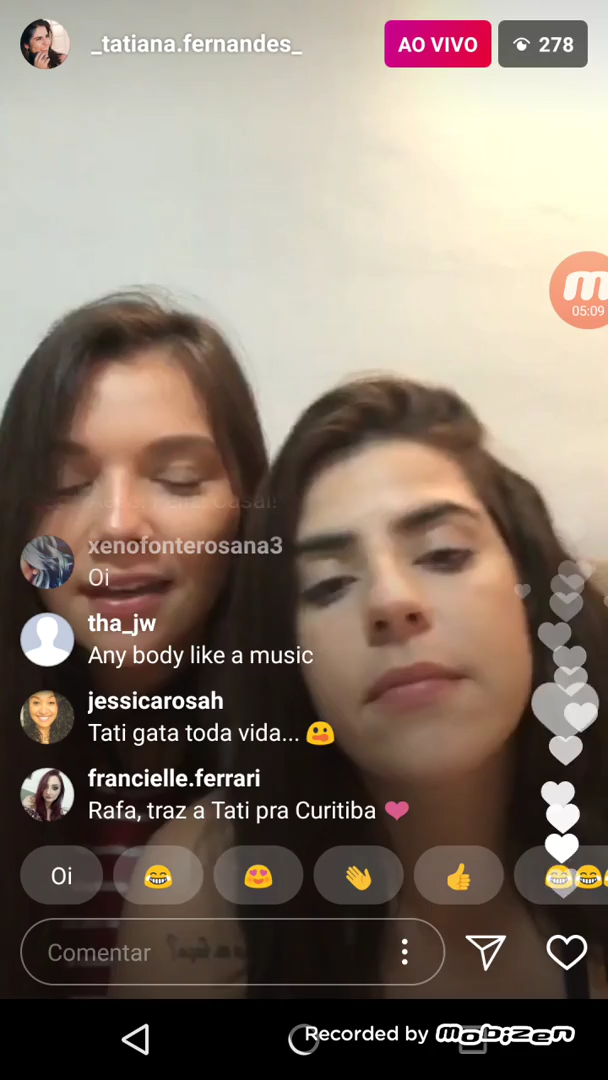 _tatiana.fernandes_
AO VIVO
278
m
05:09
xenofonterosana3
Oi
tha_jw
Any body like a music
jessicarosah
Tati gata toda vida... 😮
francielle.ferrari
Rafa, traz a Tati pra Curitiba ❤
Oi 😂 😍 👏 👍 😂😂
Comentar
Recorded by mobizen